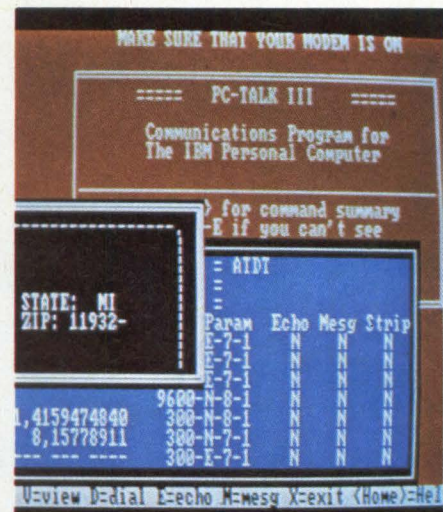 MAKE SURE THAT YOUR MODEM IS ON
===== PC-TALK III =====
Communications Program for
The IBM Personal Computer
> for command summary
-E if you can't see
= ATDT
=
=
STATE: MI
ZIP: 11932-
Param Echo Mesg Strip
E-7-1 N N N
E-7-1 N N N
E-7-1 N N N
9600-N-8-1 N N N
1,4159474840 300-N-7-1 N N N
8,15778911 300-N-8-1 N N N
--- --- ---- 300-E-7-1 N N N
V=view D=dial E=echo M=mesg X=exit <Home>=Hel